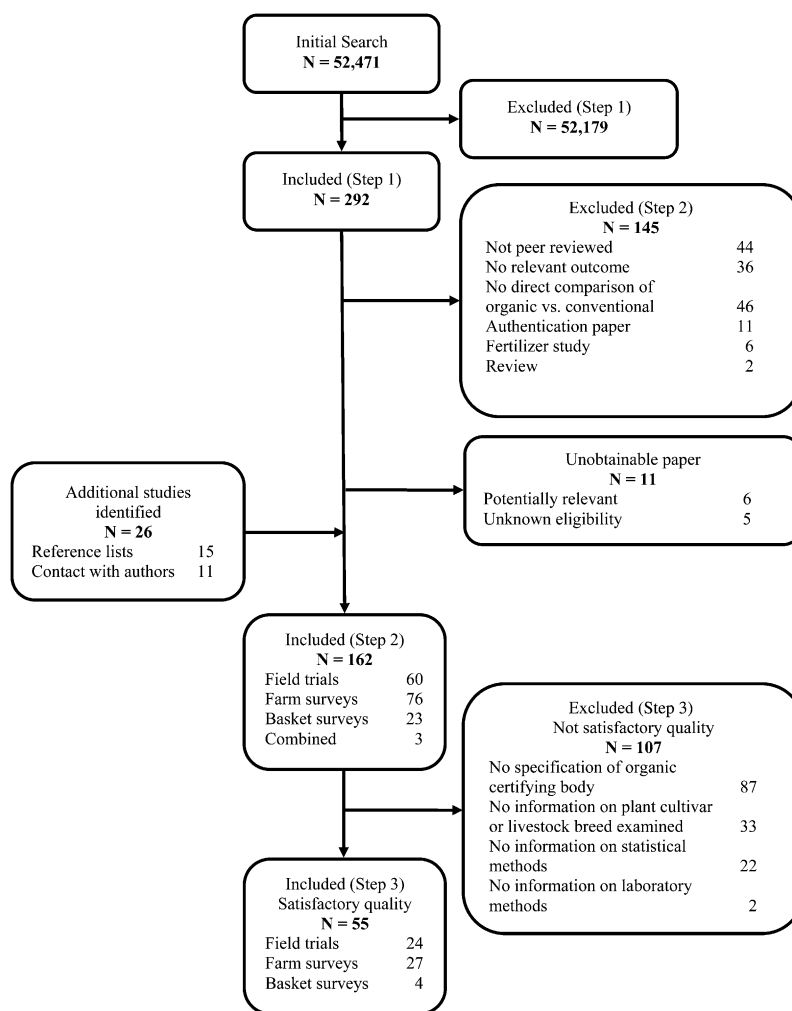 Initial Search
N = 52,471
Excluded (Step 1)
N = 52,179
Included (Step 1)
N = 292
Excluded (Step 2)
N = 145
Not peer reviewed 44
No relevant outcome 36
No direct comparison of
organic vs. conventional 46
Authentication paper 11
Fertilizer study 6
Review 2
Unobtainable paper
N = 11
Potentially relevant 6
Unknown eligibility 5
Additional studies
identified
N = 26
Reference lists 15
Contact with authors 11
Included (Step 2)
N = 162
Field trials 60
Farm surveys 76
Basket surveys 23
Combined 3
Excluded (Step 3)
Not satisfactory quality
N = 107
No specification of organic
certifying body 87
No information on plant cultivar
or livestock breed examined 33
No information on statistical
methods 22
No information on laboratory
methods 2
Included (Step 3)
Satisfactory quality
N = 55
Field trials 24
Farm surveys 27
Basket surveys 4